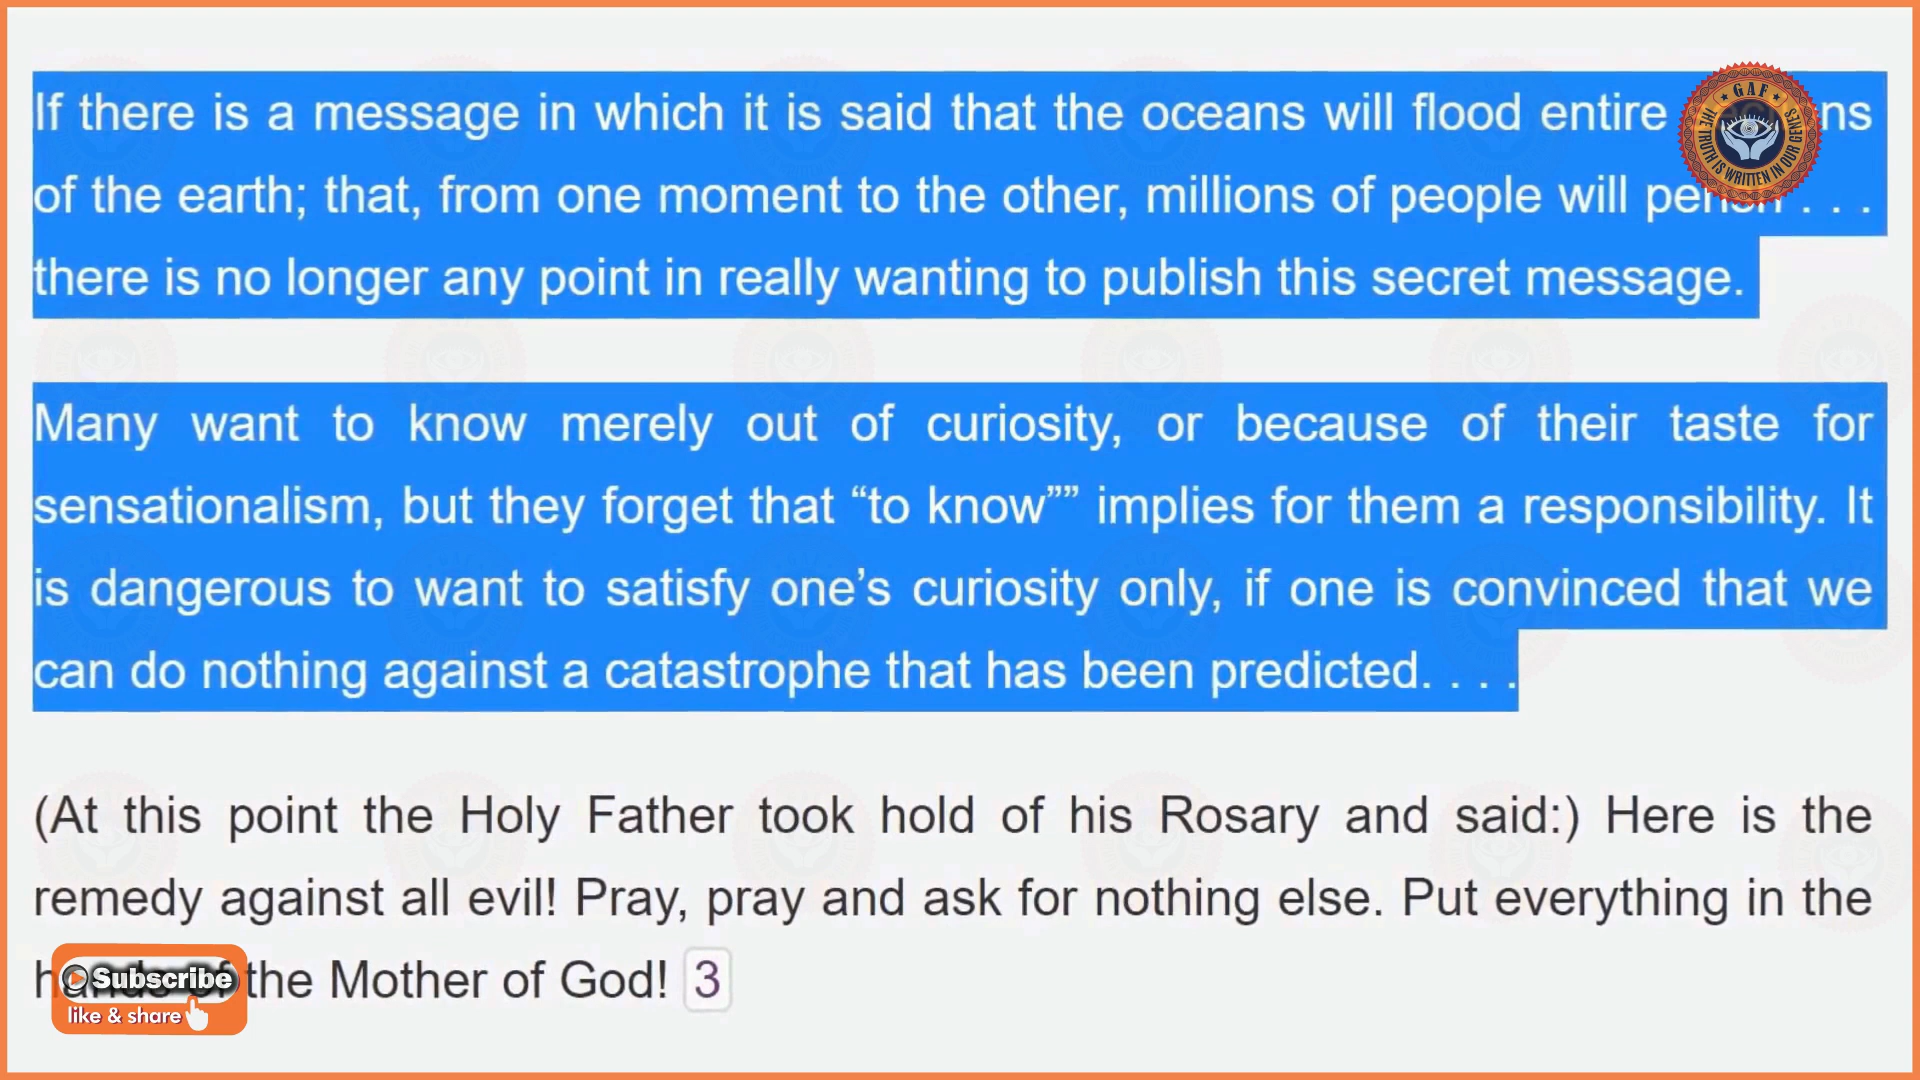 If there is a message in which it is said that the oceans will flood entire
of the earth; that, from one moment to the other, millions of people will perish . . .
there is no longer any point in really wanting to publish this secret message.
Many want to know merely out of curiosity, or because of their taste for
sensationalism, but they forget that “to know”” implies for them a responsibility. It
is dangerous to want to satisfy one’s curiosity only, if one is convinced that we
can do nothing against a catastrophe that has been predicted. . . .
(At this point the Holy Father took hold of his Rosary and said:) Here is the
remedy against all evil! Pray, pray and ask for nothing else. Put everything in the
hands of the Mother of God! 3
GAF
THE TRUTH IS WRITTEN IN OUR GENES
Subscribe
like & share